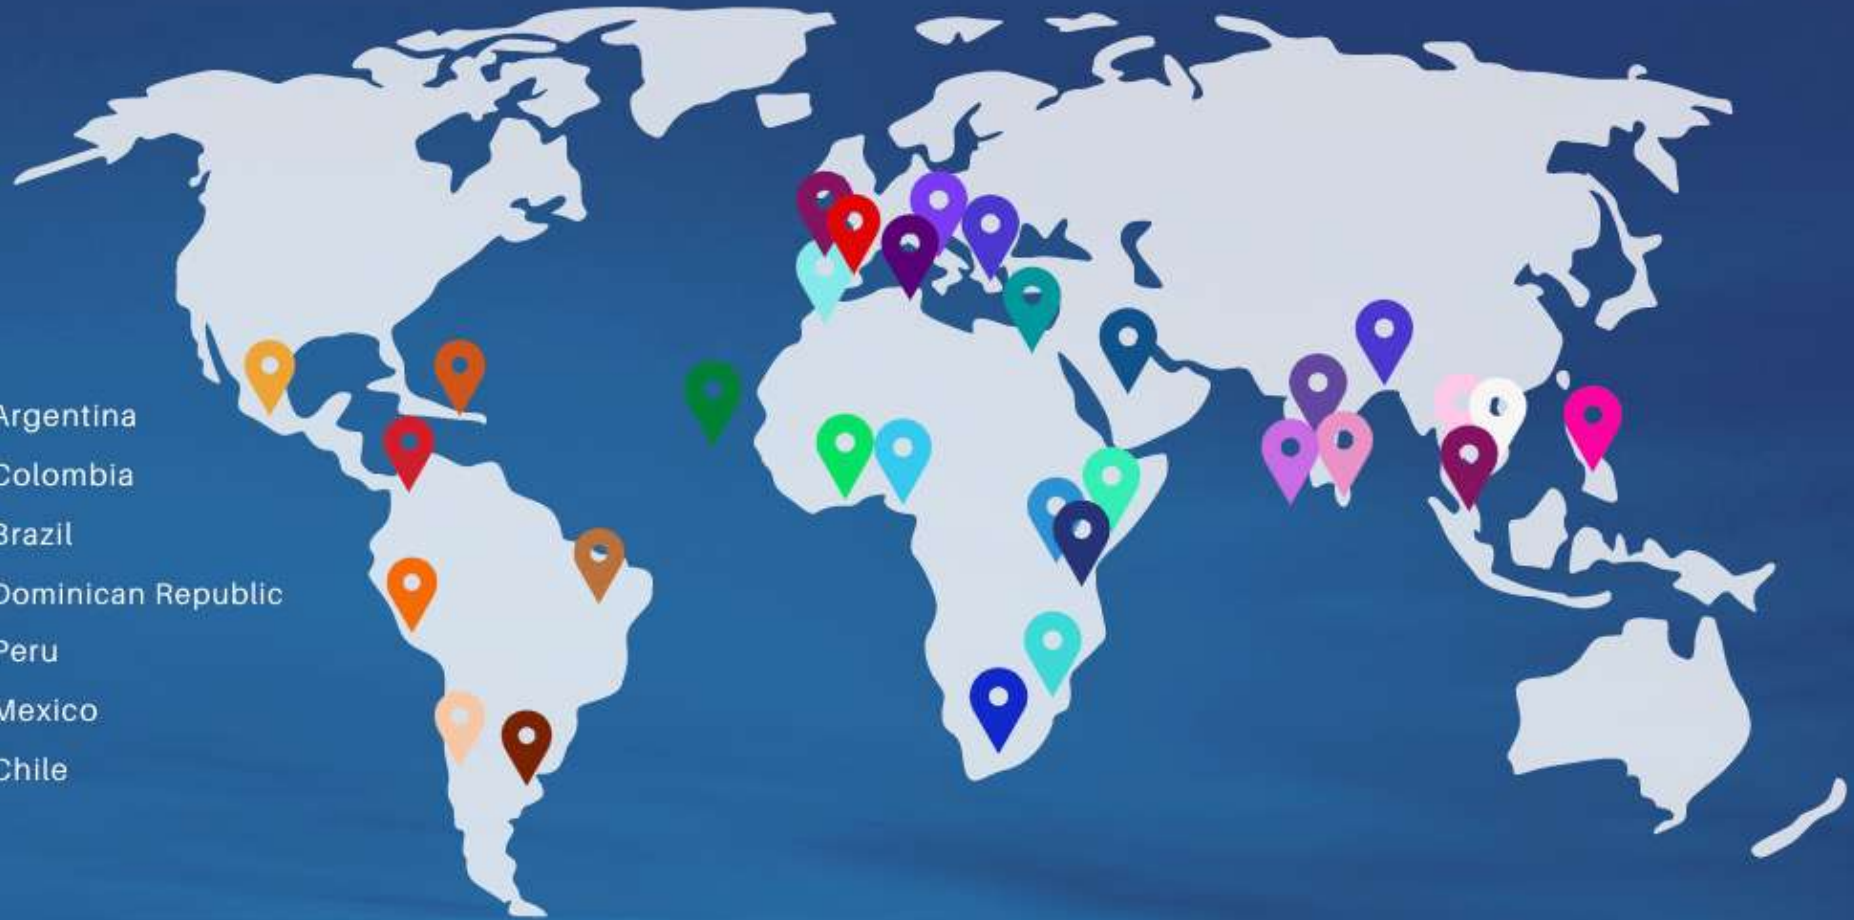 Argentina
Colombia
Brazil
Dominican Republic
Peru
Mexico
Chile